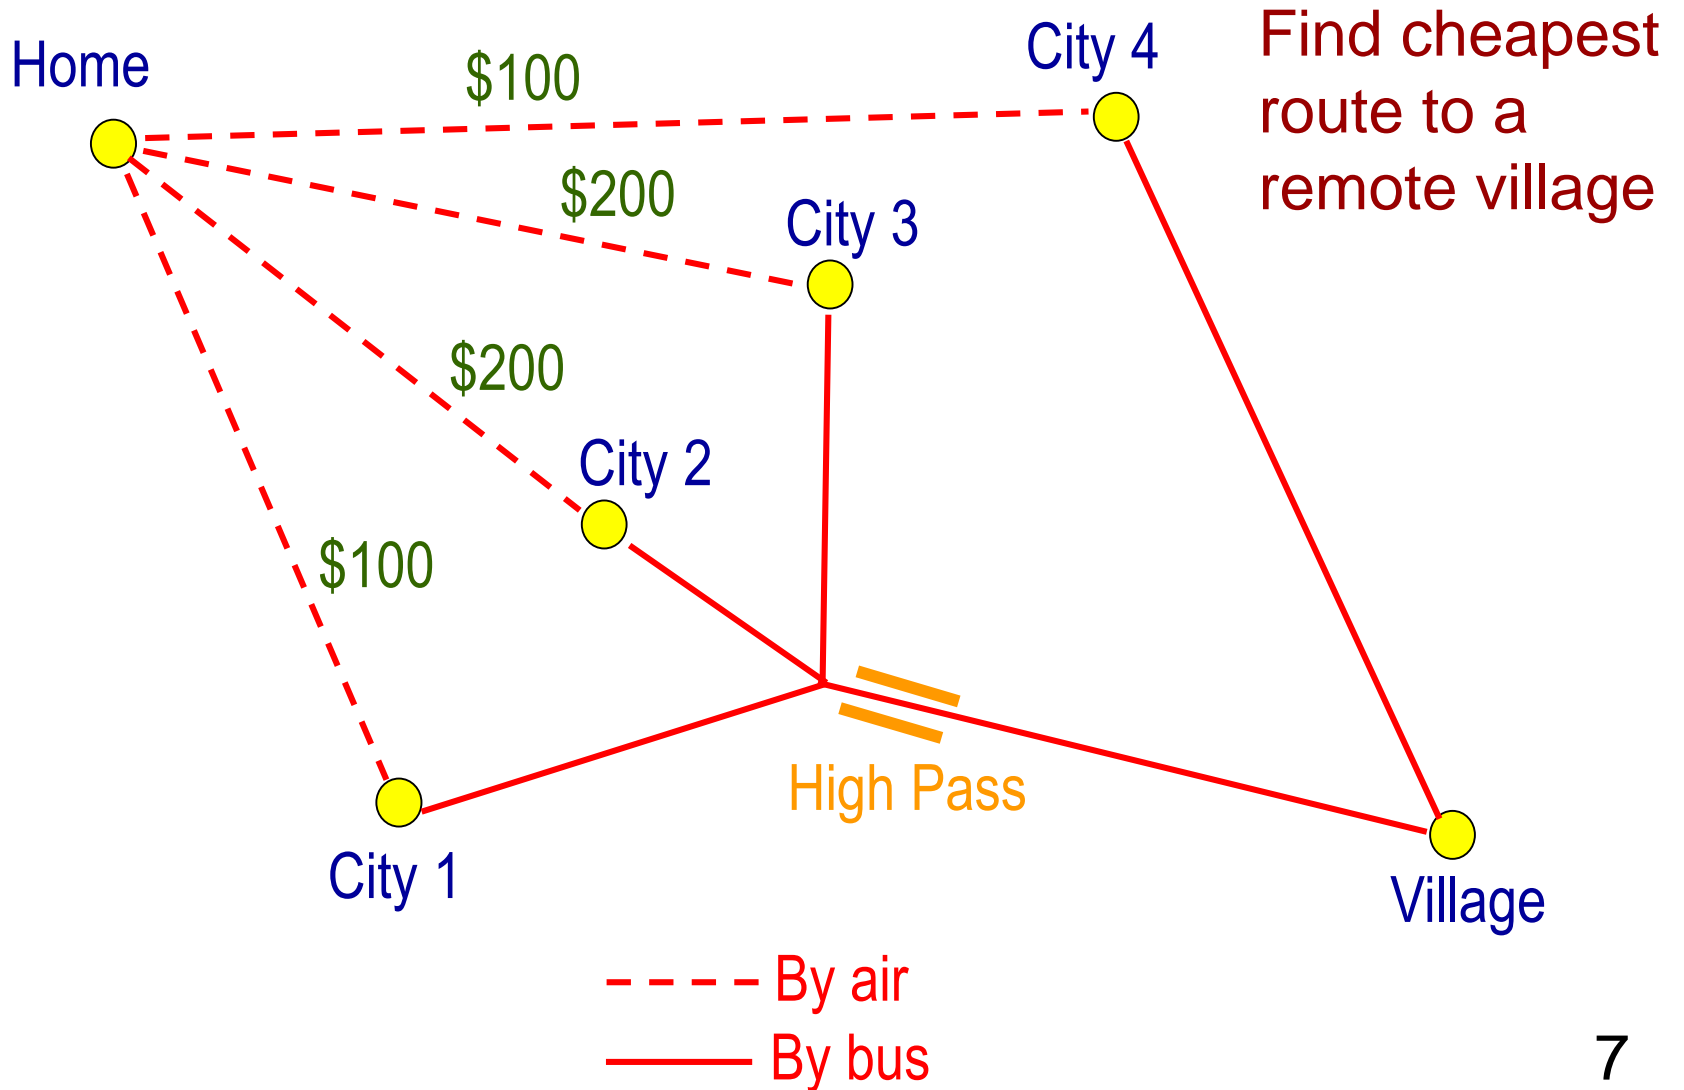 Home
$100
City 4
Find cheapest
route to a
remote village
$200
City 3
$200
City 2
$100
High Pass
City 1
Village
By air
By bus
7